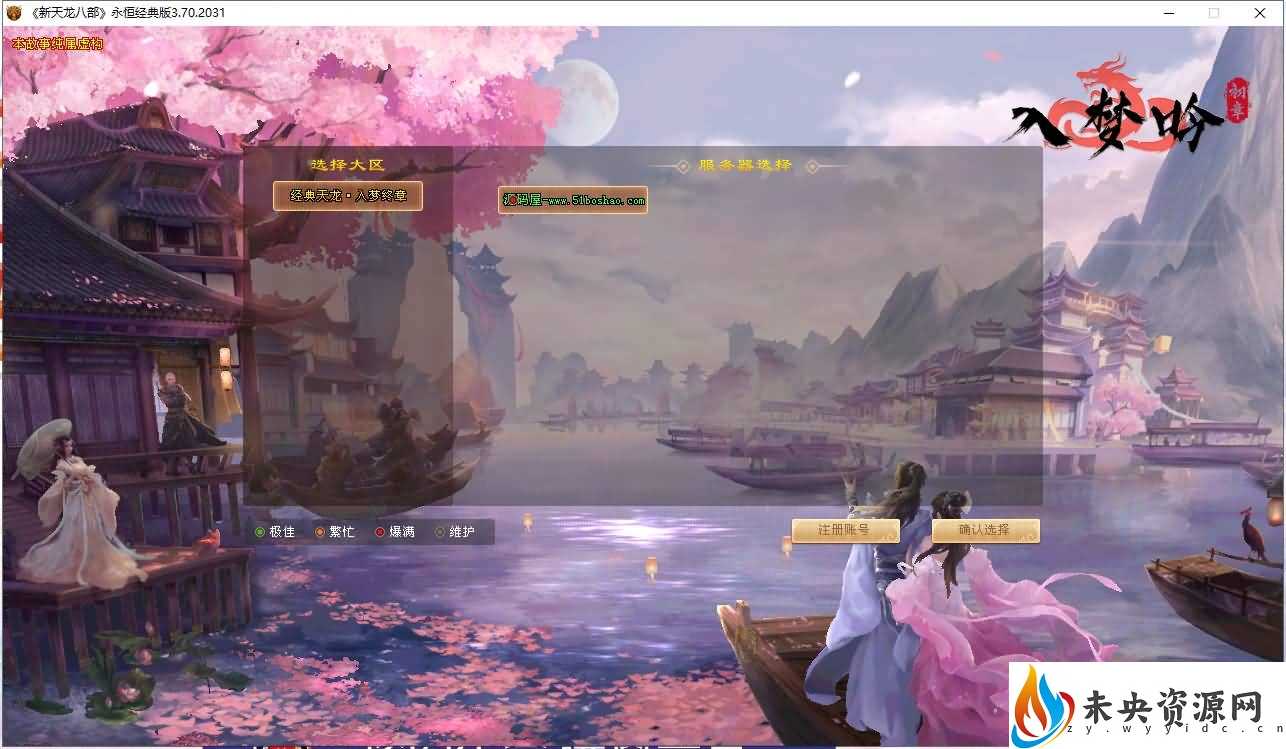 《新天龙八部》永恒经典版3.70.2031
本故事纯属虚构
入梦吟
初章
选择大区
服务器选择
经典天龙·入梦终章
源码屋-www.51boshao.com
极佳 繁忙 爆满 维护
注册账号
确认选择
未央资源网
zy.wyyidc.cn